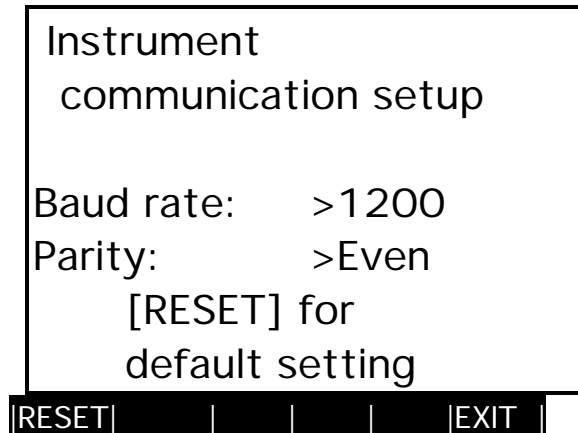 Instrument
communication setup
Baud rate: >1200
Parity: >Even
[RESET] for
default setting
|RESET| | | | |EXIT |